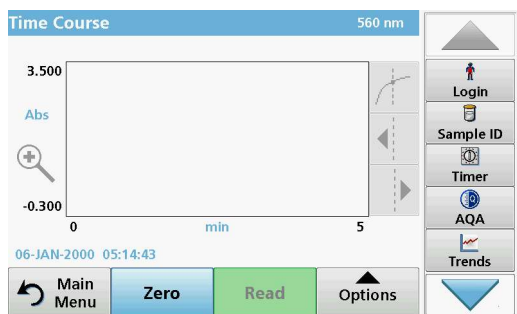 Time Course 560 nm
3.500
Abs
-0.300
0 min 5
06-JAN-2000 05:14:43
Main Menu
Zero
Read
Options
Login
Sample ID
Timer
AQA
Trends